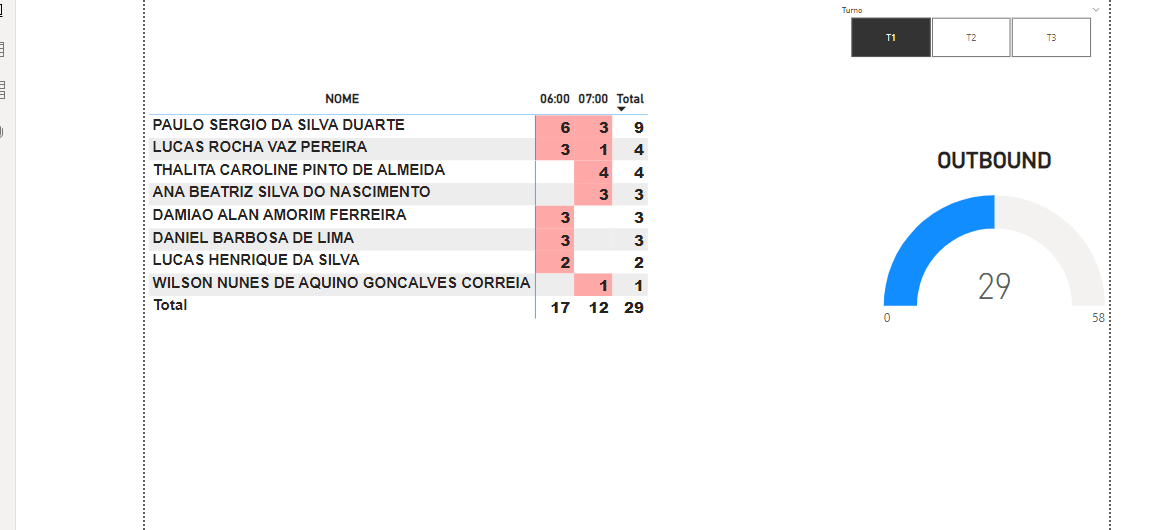 Turno
T1 T2 T3
NOME 06:00 07:00 Total
PAULO SERGIO DA SILVA DUARTE 6 3 9
LUCAS ROCHA VAZ PEREIRA 3 1 4
THALITA CAROLINE PINTO DE ALMEIDA 4 4
ANA BEATRIZ SILVA DO NASCIMENTO 3 3
DAMIAO ALAN AMORIM FERREIRA 3 3
DANIEL BARBOSA DE LIMA 3 3
LUCAS HENRIQUE DA SILVA 2 2
WILSON NUNES DE AQUINO GONCALVES CORREIA 1 1
Total 17 12 29
OUTBOUND
29
0 58